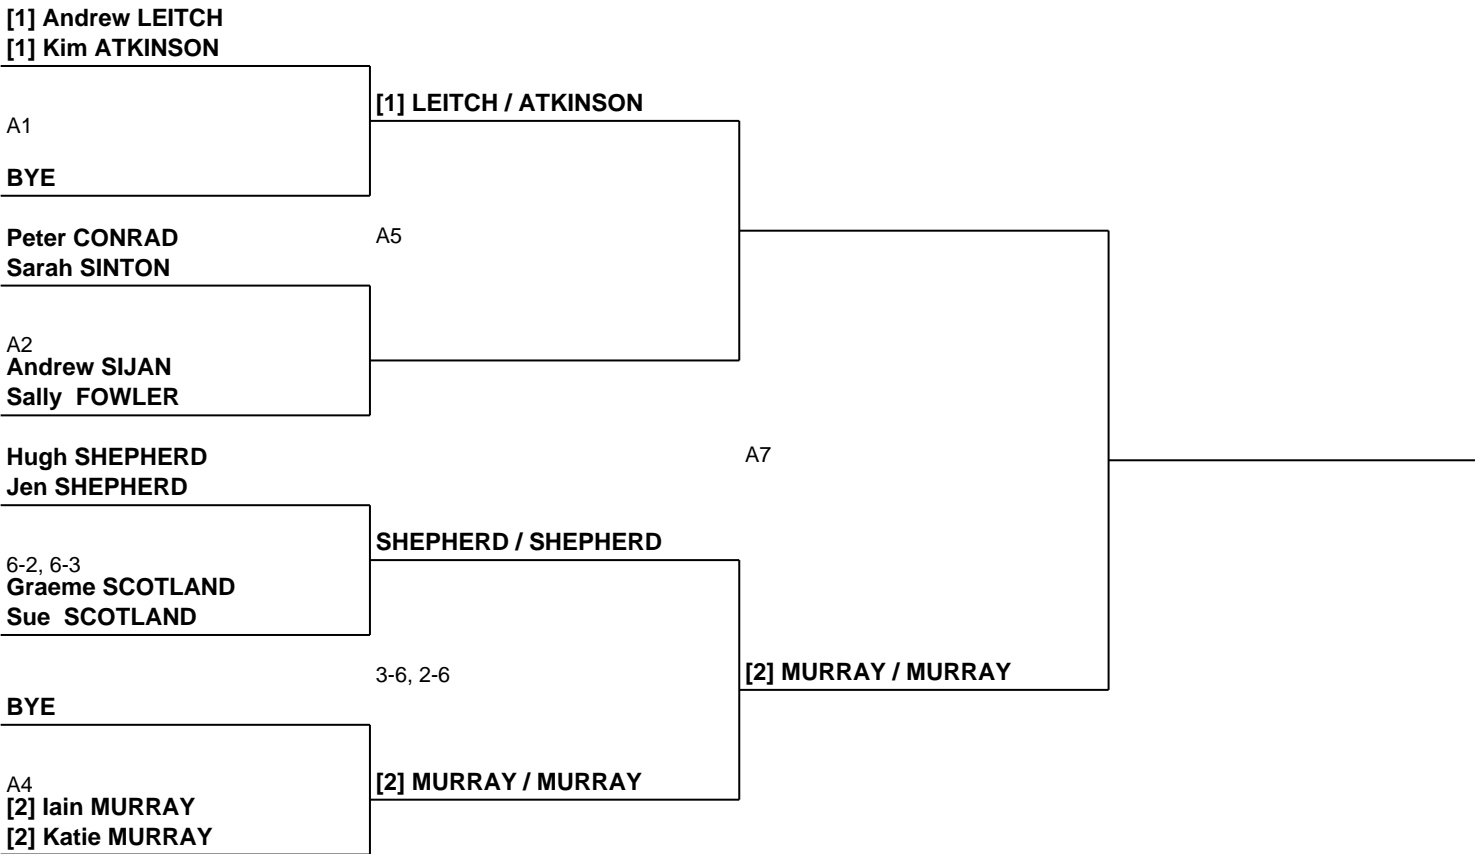 [1] Andrew LEITCH
[1] Kim ATKINSON
[1] LEITCH / ATKINSON
A1
BYE
Peter CONRAD
Sarah SINTON
A5
A2
Andrew SIJAN
Sally  FOWLER
Hugh SHEPHERD
Jen SHEPHERD
A7
SHEPHERD / SHEPHERD
6-2, 6-3
Graeme SCOTLAND
Sue  SCOTLAND
3-6, 2-6
[2] MURRAY / MURRAY
BYE
A4
[2] MURRAY / MURRAY
[2] Iain MURRAY
[2] Katie MURRAY